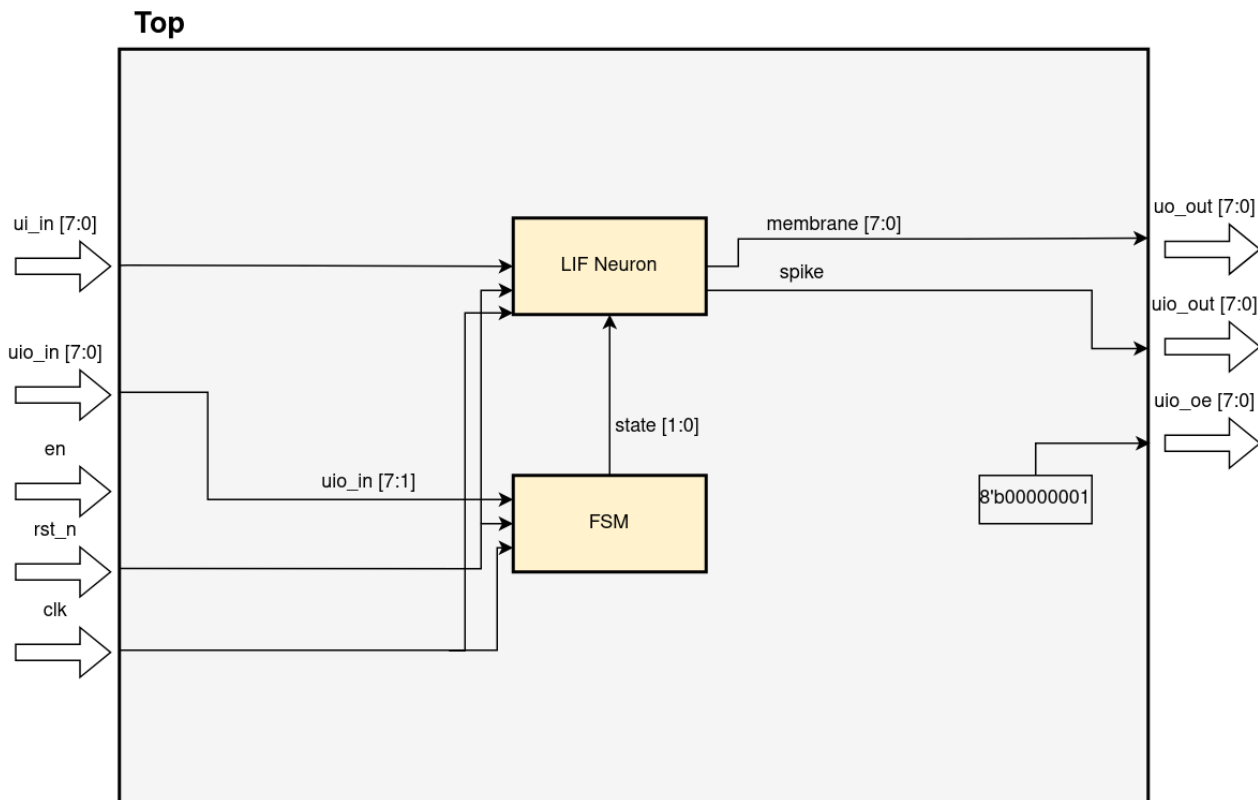 Top
ui_in [7:0]
uio_in [7:0]
en
rst_n
clk
LIF Neuron
membrane [7:0]
spike
state [1:0]
uio_in [7:1]
FSM
8'b00000001
uo_out [7:0]
uio_out [7:0]
uio_oe [7:0]